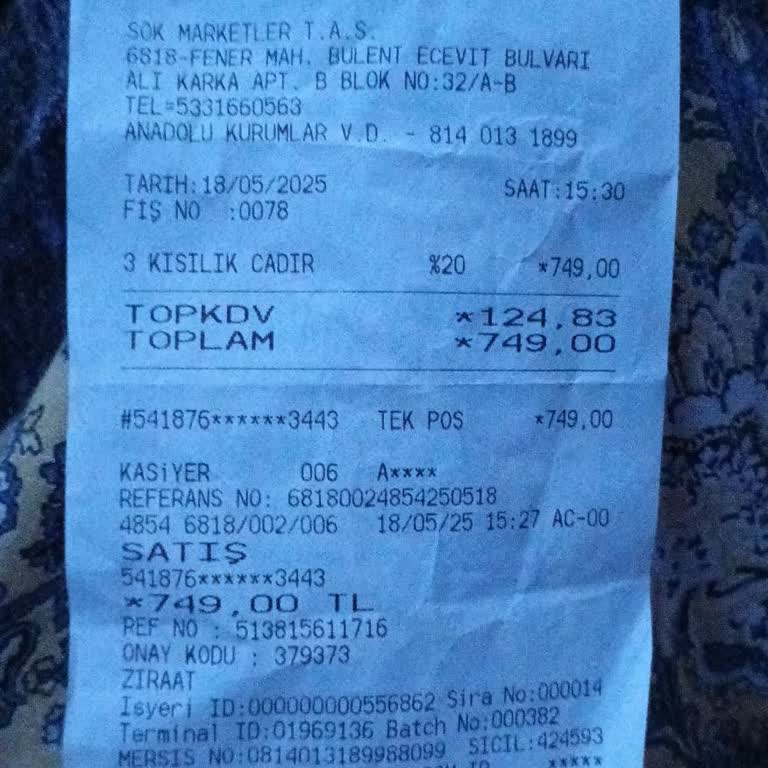 ŞOK MARKETLER T.A.S.
6818-FENER MAH. BULENT ECEVIT BULVARI
ALI KARKA APT. B BLOK NO:32/A-B
TEL=5331660563
ANADOLU KURUMLAR V.D. - 814 013 1899
TARIH:18/05/2025 SAAT:15:30
FİŞ NO :0078
3 KISILIK CADIR %20 *749,00
TOPKDV *124,83
TOPLAM *749,00
#541876******3443 TEK POS *749,00
KASİYER 006 A****
REFERANS NO: 68180024854250518
4854 6818/002/006 18/05/25 15:27 AC-00
SATIŞ
541876******3443
*749,00 TL
REF NO : 513815611716
ONAY KODU : 379373
ZIRAAT
Isyeri ID:000000000556862 Sira No:000014
Terminal ID:01969136 Batch No:000382
MERSIS NO:0814013189988099 SICIL:424593
*****